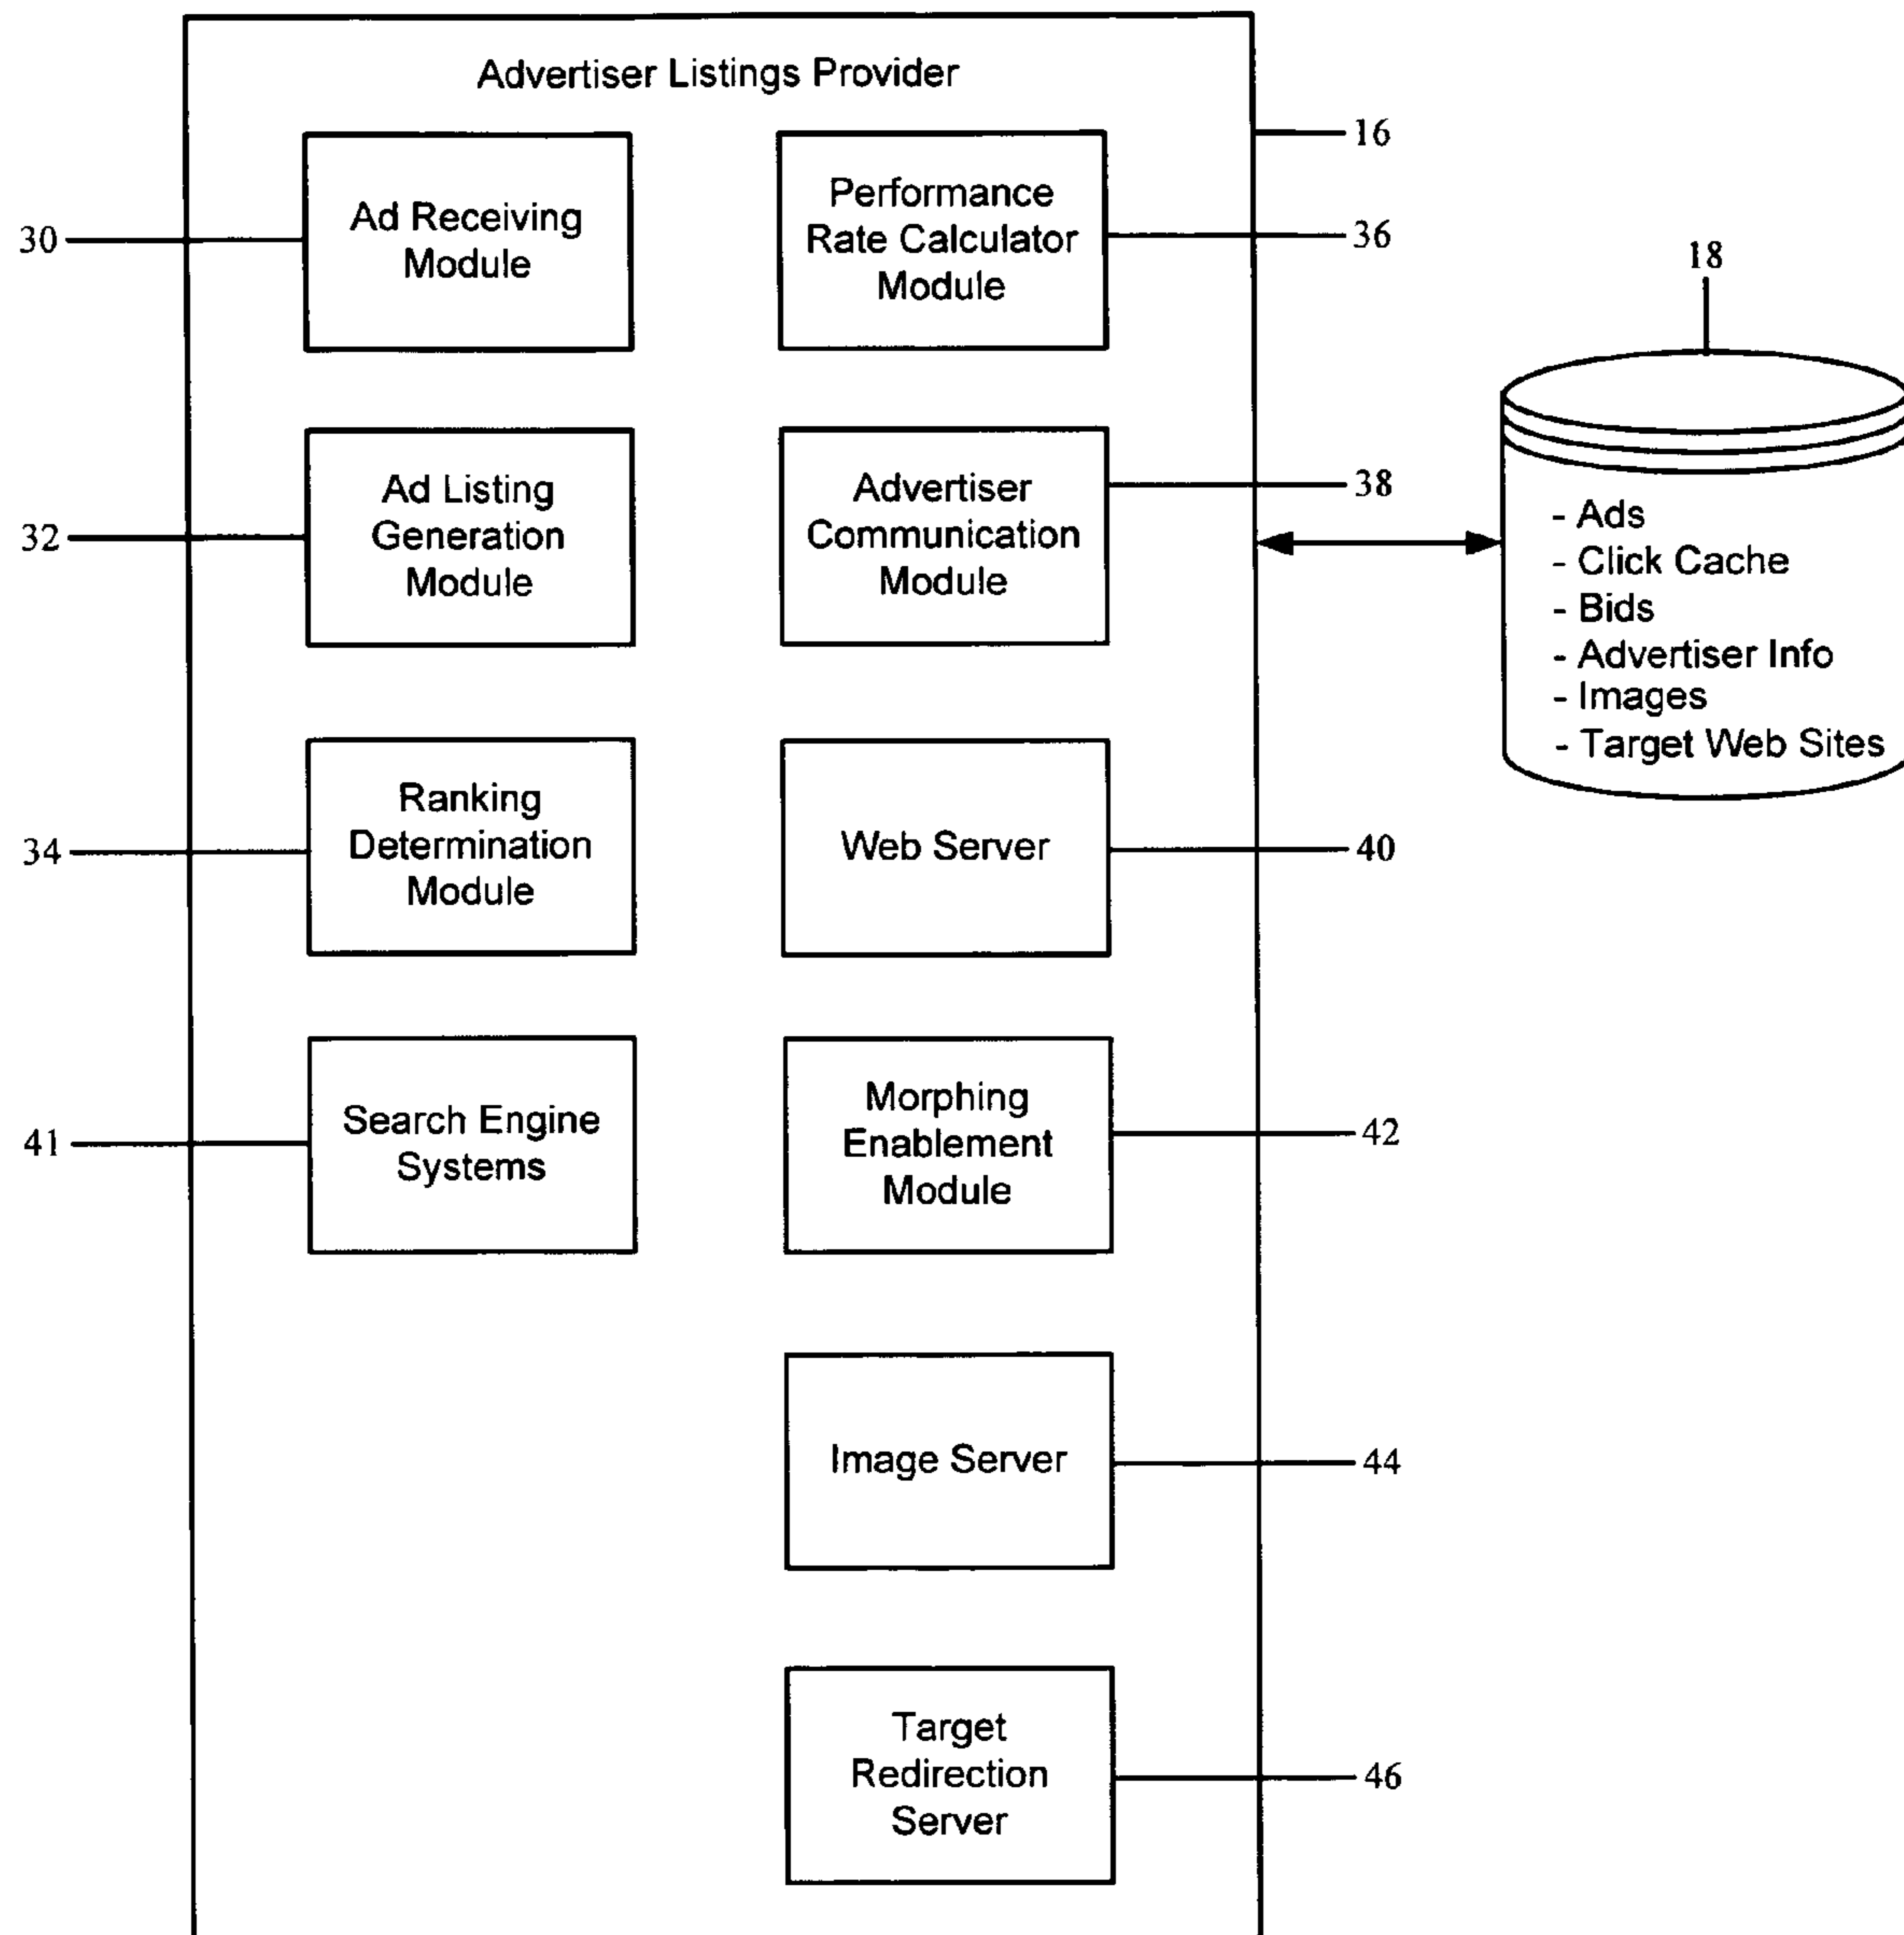 Advertiser Listings Provider
16
30
Ad Receiving
Module
Performance
Rate Calculator
Module
36
18
32
Ad Listing
Generation
Module
Advertiser
Communication
Module
38
- Ads
- Click Cache
- Bids
- Advertiser Info
- Images
- Target Web Sites
34
Ranking
Determination
Module
Web Server
40
41
Search Engine
Systems
Morphing
Enablement
Module
42
Image Server
44
Target
Redirection
Server
46